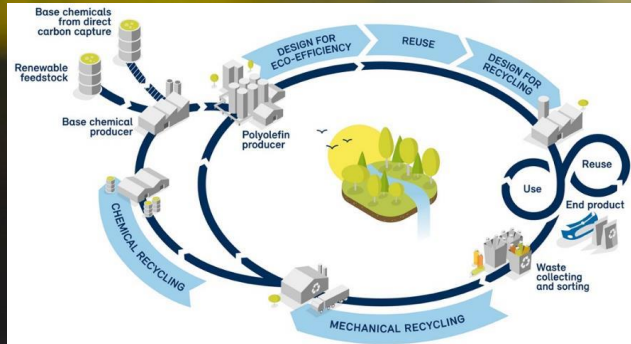 Base chemicals
from direct
carbon capture
Renewable
feedstock
Base chemical
producer
Polyolefin
producer
DESIGN FOR
ECO-EFFICIENCY
REUSE
DESIGN FOR
RECYCLING
Use
Reuse
End product
Waste
collecting
and sorting
MECHANICAL RECYCLING
CHEMICAL RECYCLING